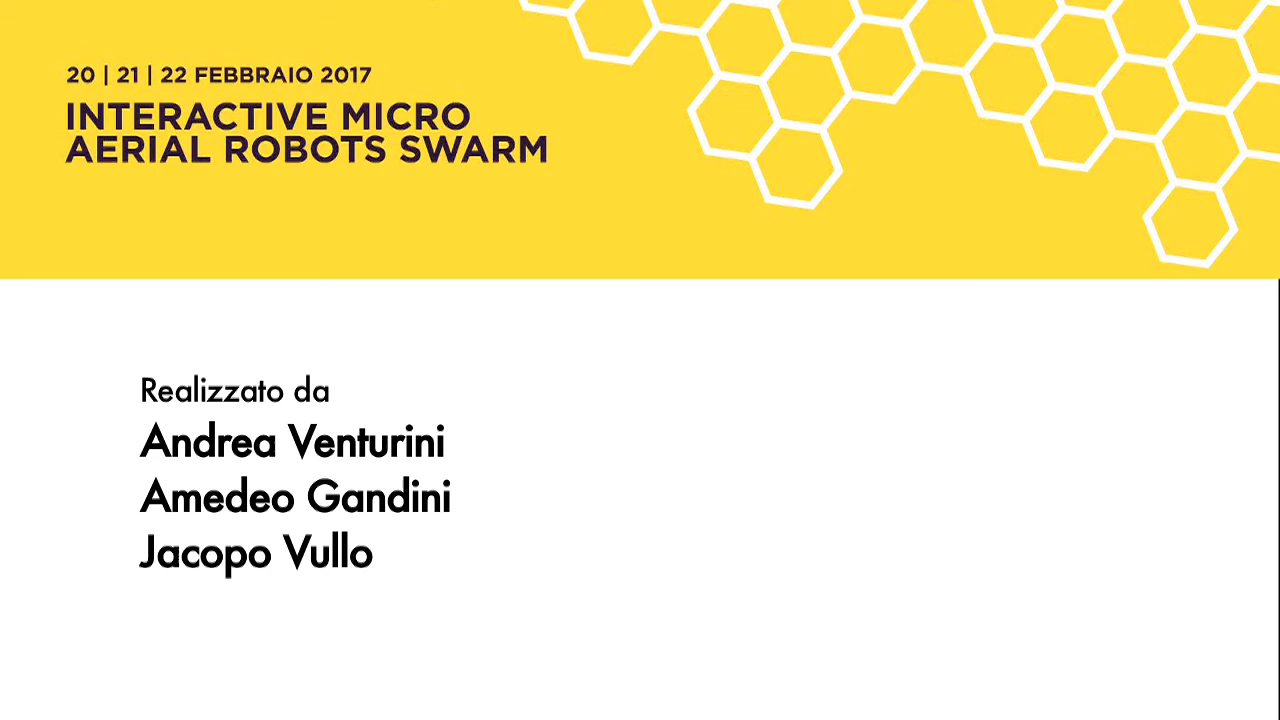 20 | 21 | 22 FEBBRAIO 2017
INTERACTIVE MICRO
AERIAL ROBOTS SWARM
Realizzato da
Andrea Venturini
Amedeo Gandini
Jacopo Vullo